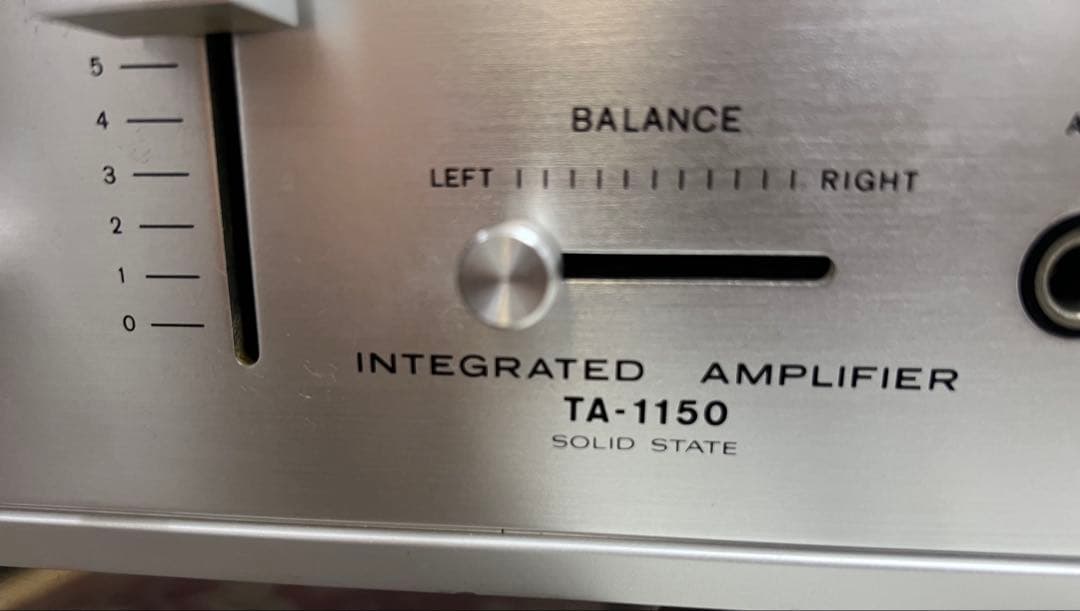 5
4
3
2
1
0
BALANCE
LEFT RIGHT
INTEGRATED AMPLIFIER
TA-1150
SOLID STATE